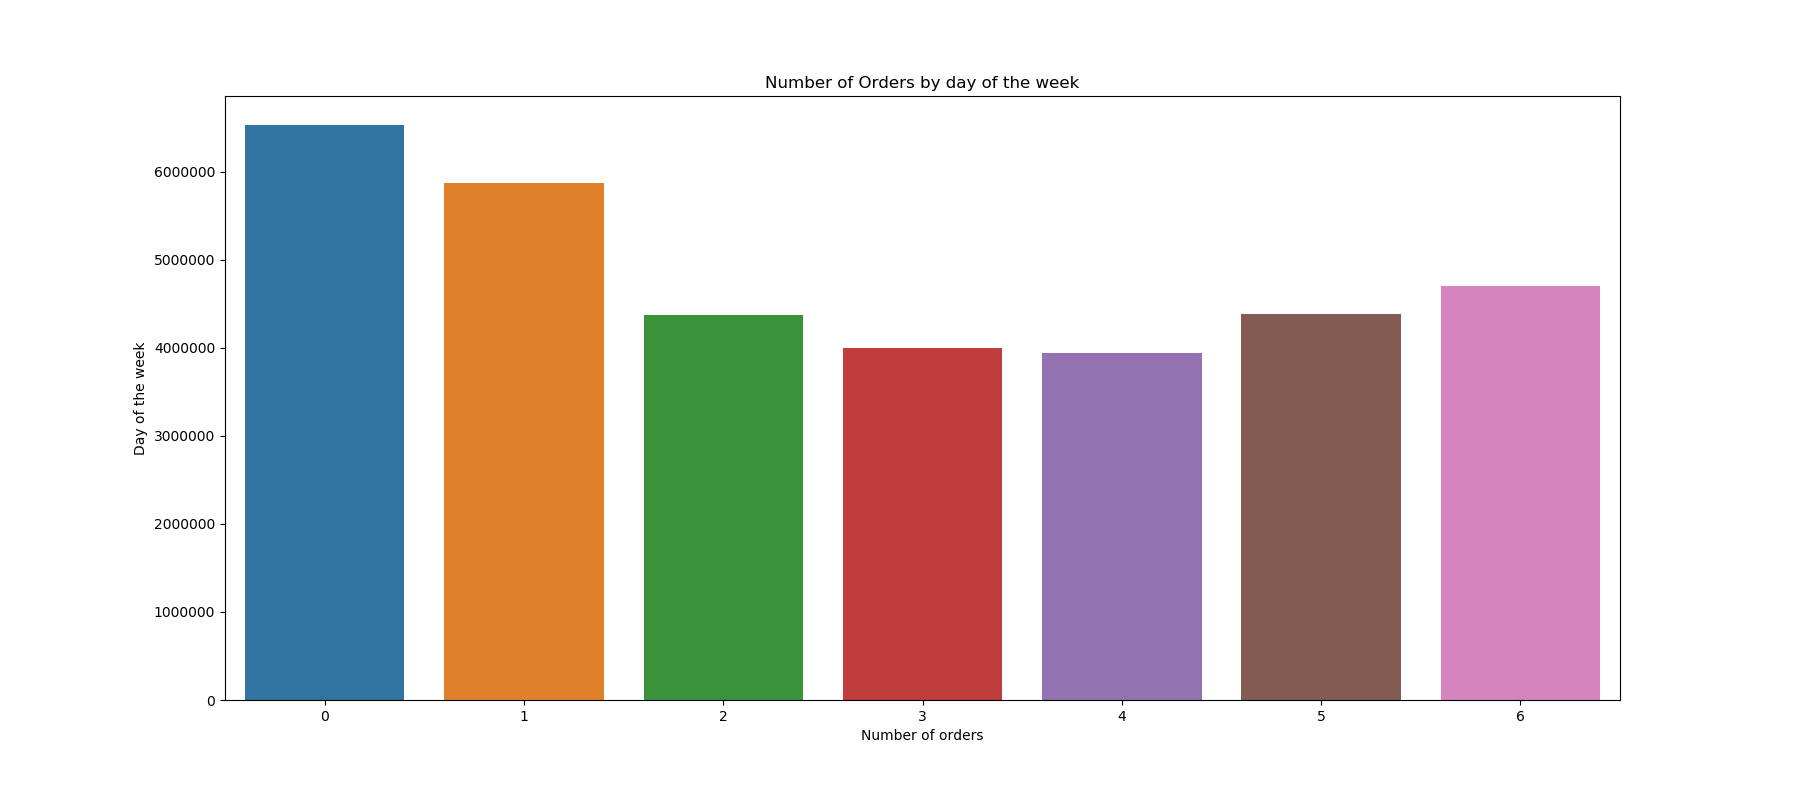 Number of Orders by day of the week
6000000
5000000
4000000
3000000
2000000
1000000
0
Day of the week
0 1 2 3 4 5 6
Number of orders